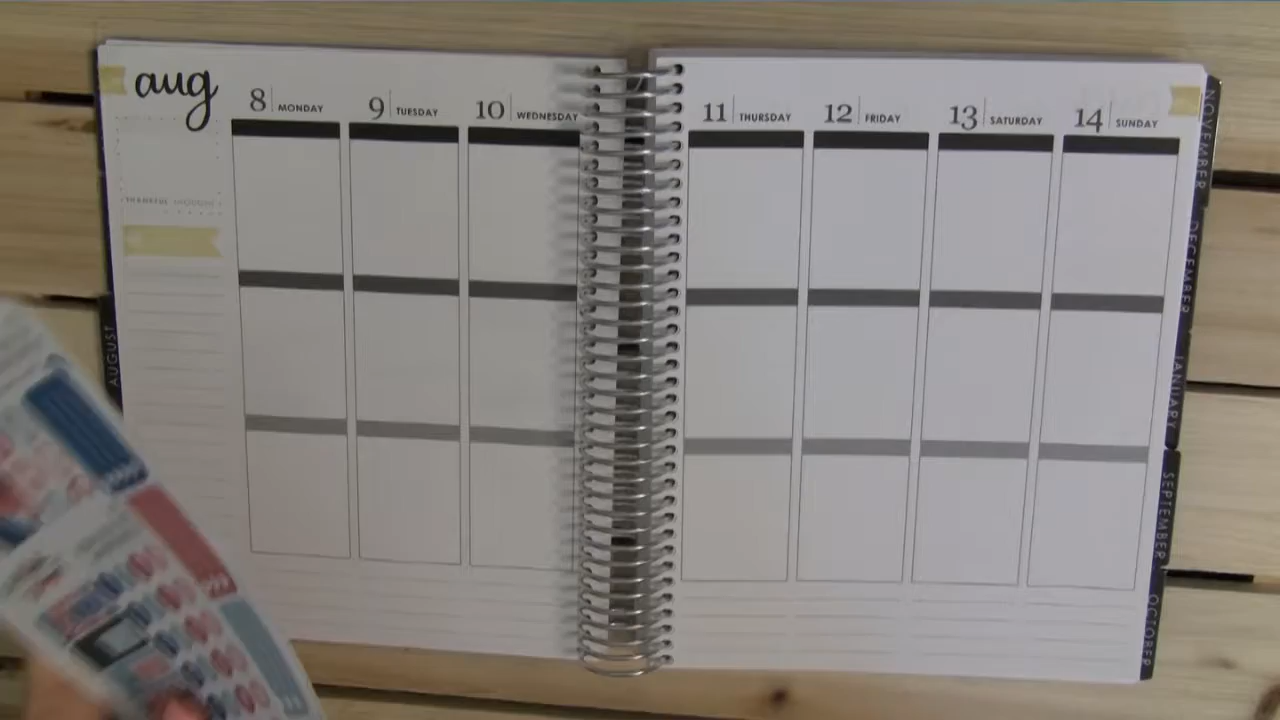 aug
8 MONDAY
9 TUESDAY
10 WEDNESDAY
11 THURSDAY
12 FRIDAY
13 SATURDAY
14 SUNDAY
THANKFUL THOUGHTS
AUGUST
NOVEMBER
DECEMBER
JANUARY
SEPTEMBER
OCTOBER